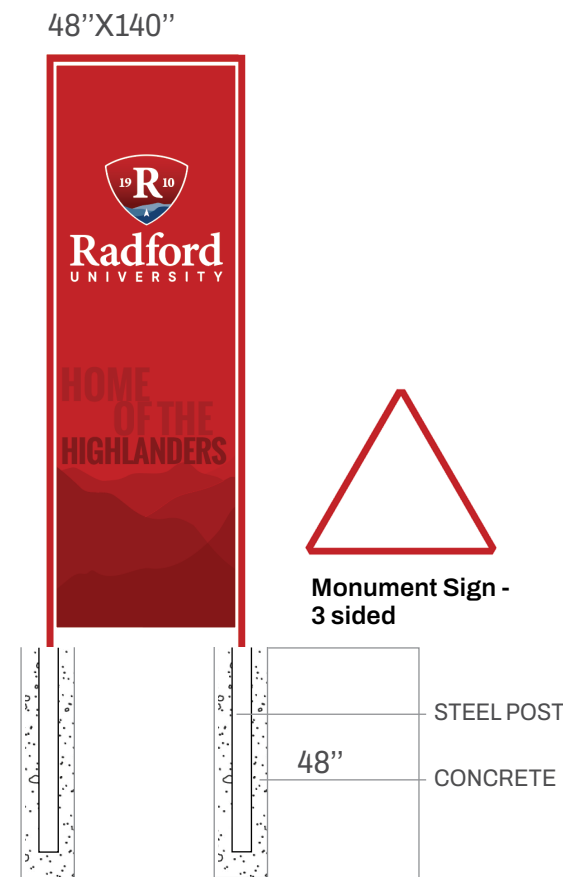 48’’X140’’
19 R 10
Radford
UNIVERSITY
HOME
OF THE
HIGHLANDERS
Monument Sign -
3 sided
STEEL POST
48’’
CONCRETE